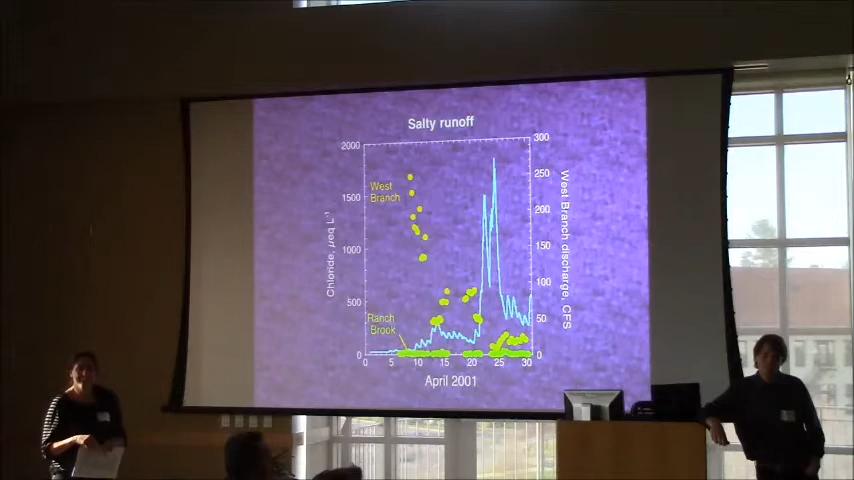 Salty runoff
2000
1500
1000
500
0
Chloride, µeq L⁻¹
West
Branch
Ranch
Brook
300
250
200
150
100
50
0
West Branch discharge, CFS
0 5 10 15 20 25 30
April 2001